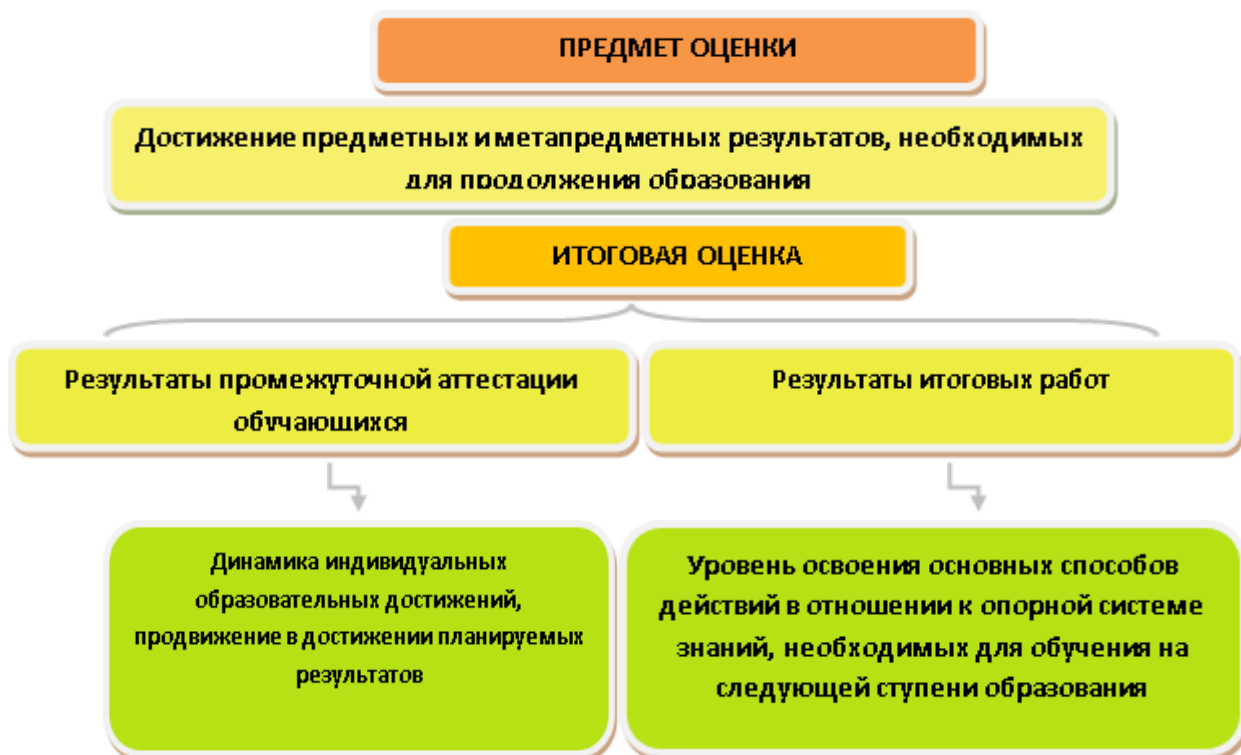 ПРЕДМЕТ ОЦЕНКИ
Достижение предметных и метапредметных результатов, необходимых
для продолжения образования
ИТОГОВАЯ ОЦЕНКА
Результаты промежуточной аттестации
обучающихся
Результаты итоговых работ
Динамика индивидуальных
образовательных достижений,
продвижение в достижении планируемых
результатов
Уровень освоения основных способов
действий в отношении к опорной системе
знаний, необходимых для обучения на
следующей ступени образования